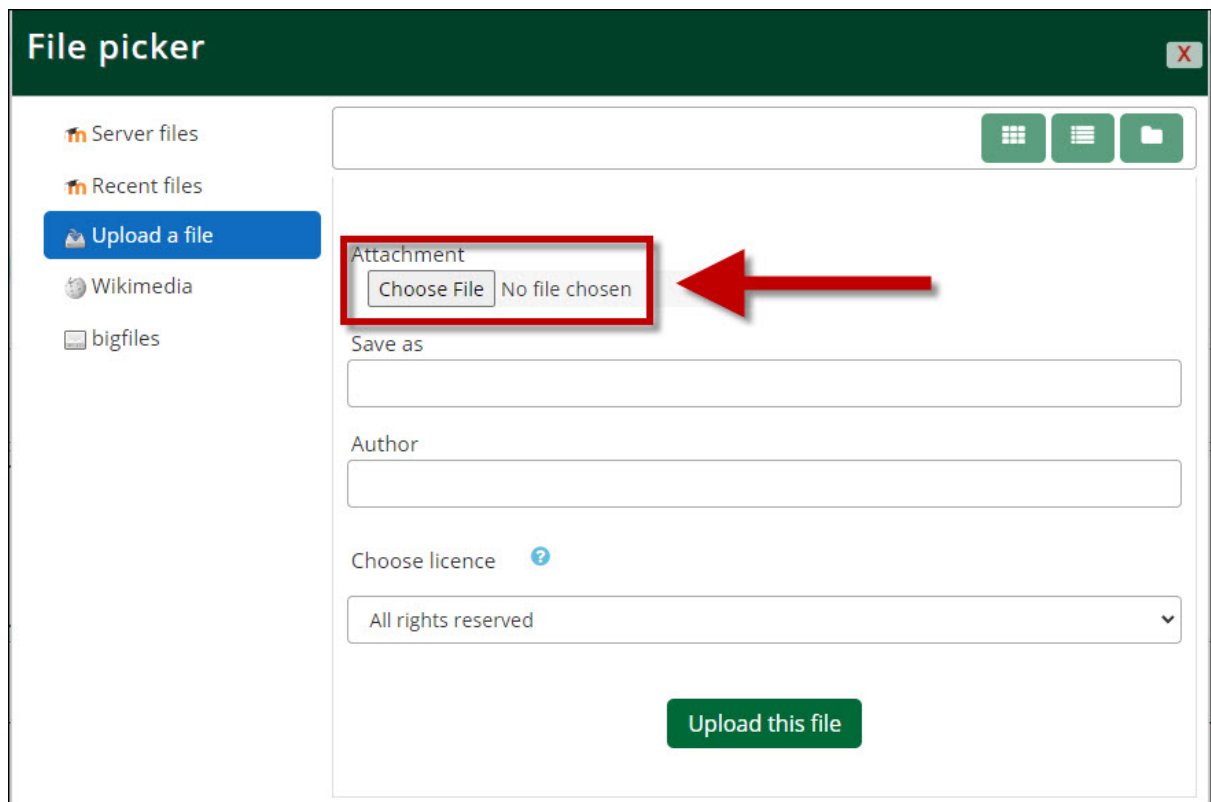 File picker
X
Server files
Recent files
Upload a file
Wikimedia
bigfiles
Attachment
Choose File No file chosen
Save as
Author
Choose licence ?
All rights reserved
Upload this file